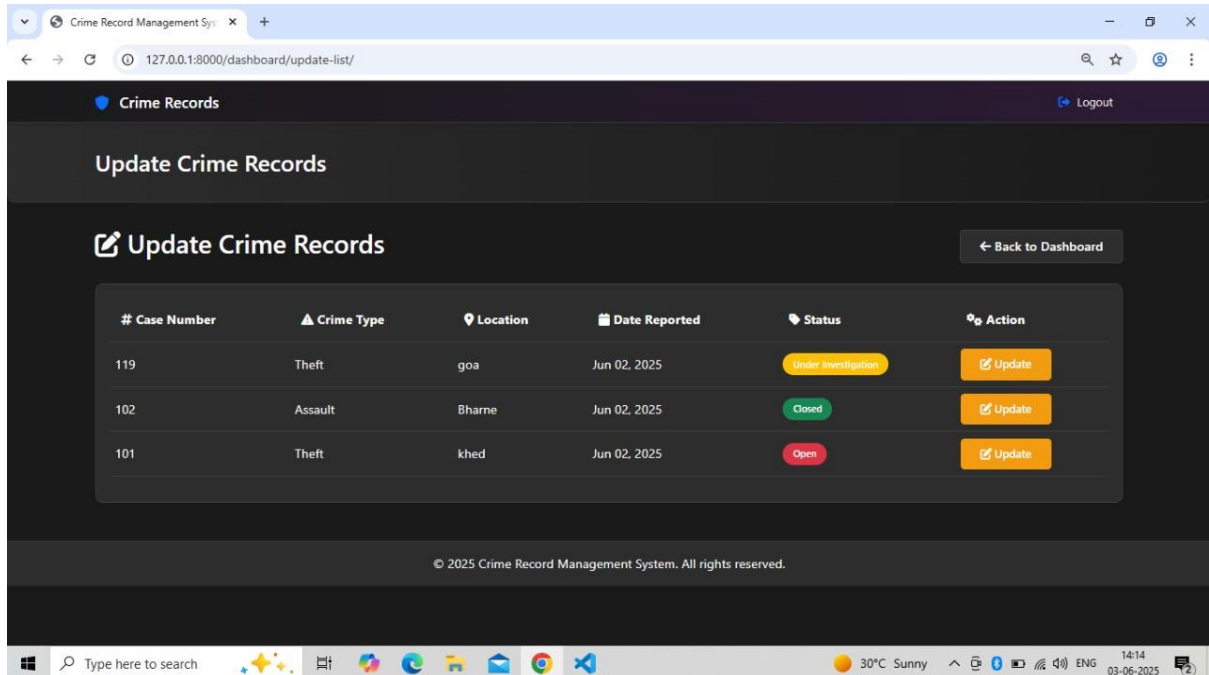 Crime Record Management Sys
127.0.0.1:8000/dashboard/update-list/
Crime Records Logout
Update Crime Records
Update Crime Records ← Back to Dashboard
# Case Number Crime Type Location Date Reported Status Action
119 Theft goa Jun 02, 2025 Under Investigation Update
102 Assault Bharne Jun 02, 2025 Closed Update
101 Theft khed Jun 02, 2025 Open Update
© 2025 Crime Record Management System. All rights reserved.
Type here to search 30°C Sunny ENG 14:14
03-06-2025 2